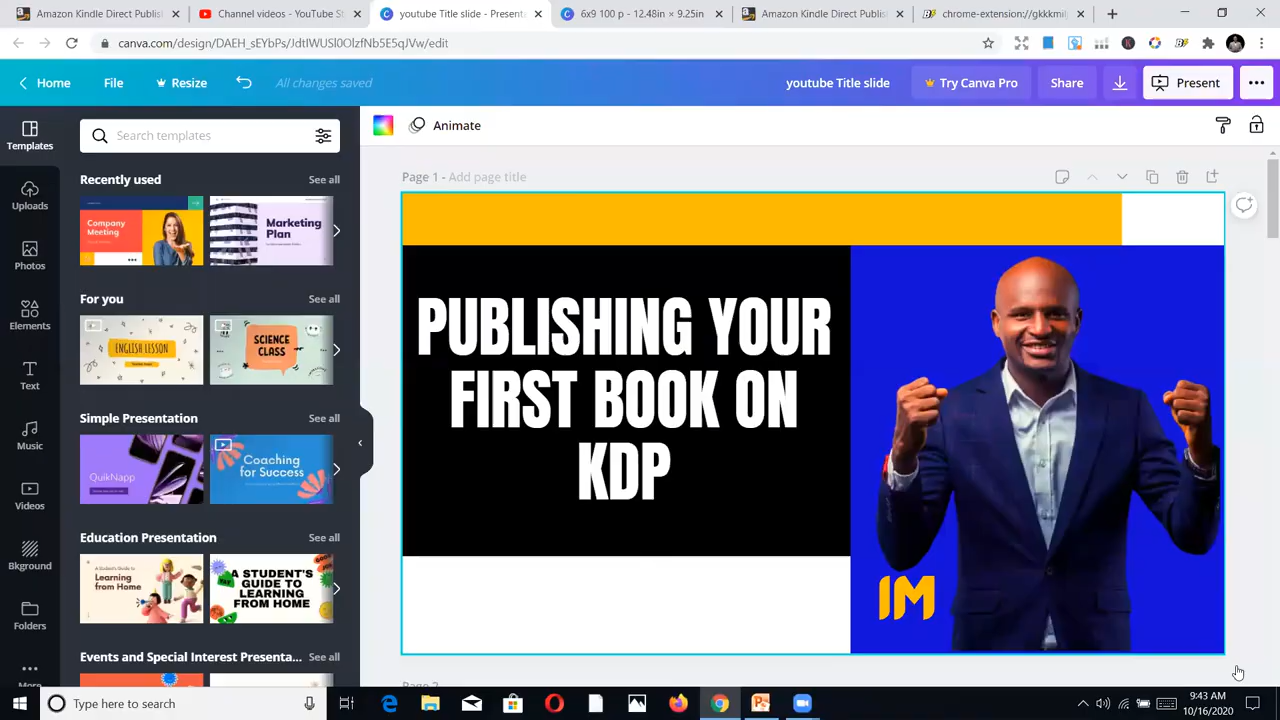 Amazon Kindle Direct Publis
Channel videos - YouTube St
youtube Title slide - Present
6x9 100 p - 12.48in × 9.25in
Amazon Kindle Direct Publis
chrome-extension://gkkkmilj
canva.com/design/DAEH_sEYbPs/JdtIWUSl0OlzfNb5E5qJVw/edit
Home
File
Resize
All changes saved
youtube Title slide
Try Canva Pro
Share
Present
Templates
Search templates
Animate
Recently used
See all
Page 1 - Add page title
Uploads
Company
Meeting
Marketing
Plan
Photos
For you
See all
Elements
ENGLISH LESSON
SCIENCE
CLASS
PUBLISHING YOUR
FIRST BOOK ON
KDP
Text
Simple Presentation
See all
Music
QuikNapp
Coaching
for Success
Videos
Education Presentation
See all
Bkground
Learning
from Home
A STUDENT'S
GUIDE TO
LEARNING
FROM HOME
IM
Folders
Events and Special Interest Presenta...
See all
More
Page 2
Type here to search
9:43 AM
10/16/2020